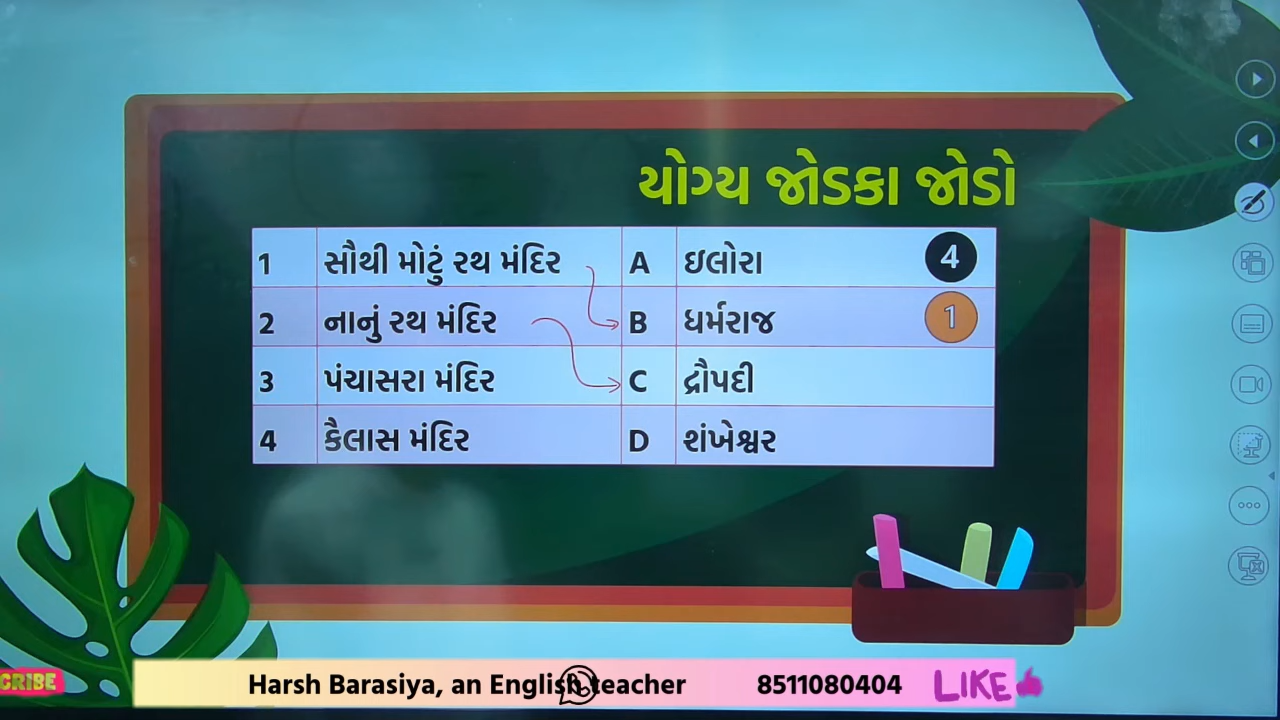 યોગ્ય જોડકા જોડો
1 સૌથી મોટું રથ મંદિર A ઇલોરા 4
2 નાનું રથ મંદિર B ધર્મરાજ 1
3 પંચાસરા મંદિર C દ્રૌપદી
4 કૈલાસ મંદિર D શંખેશ્વર
CRIBE Harsh Barasiya, an English teacher 8511080404 LIKE